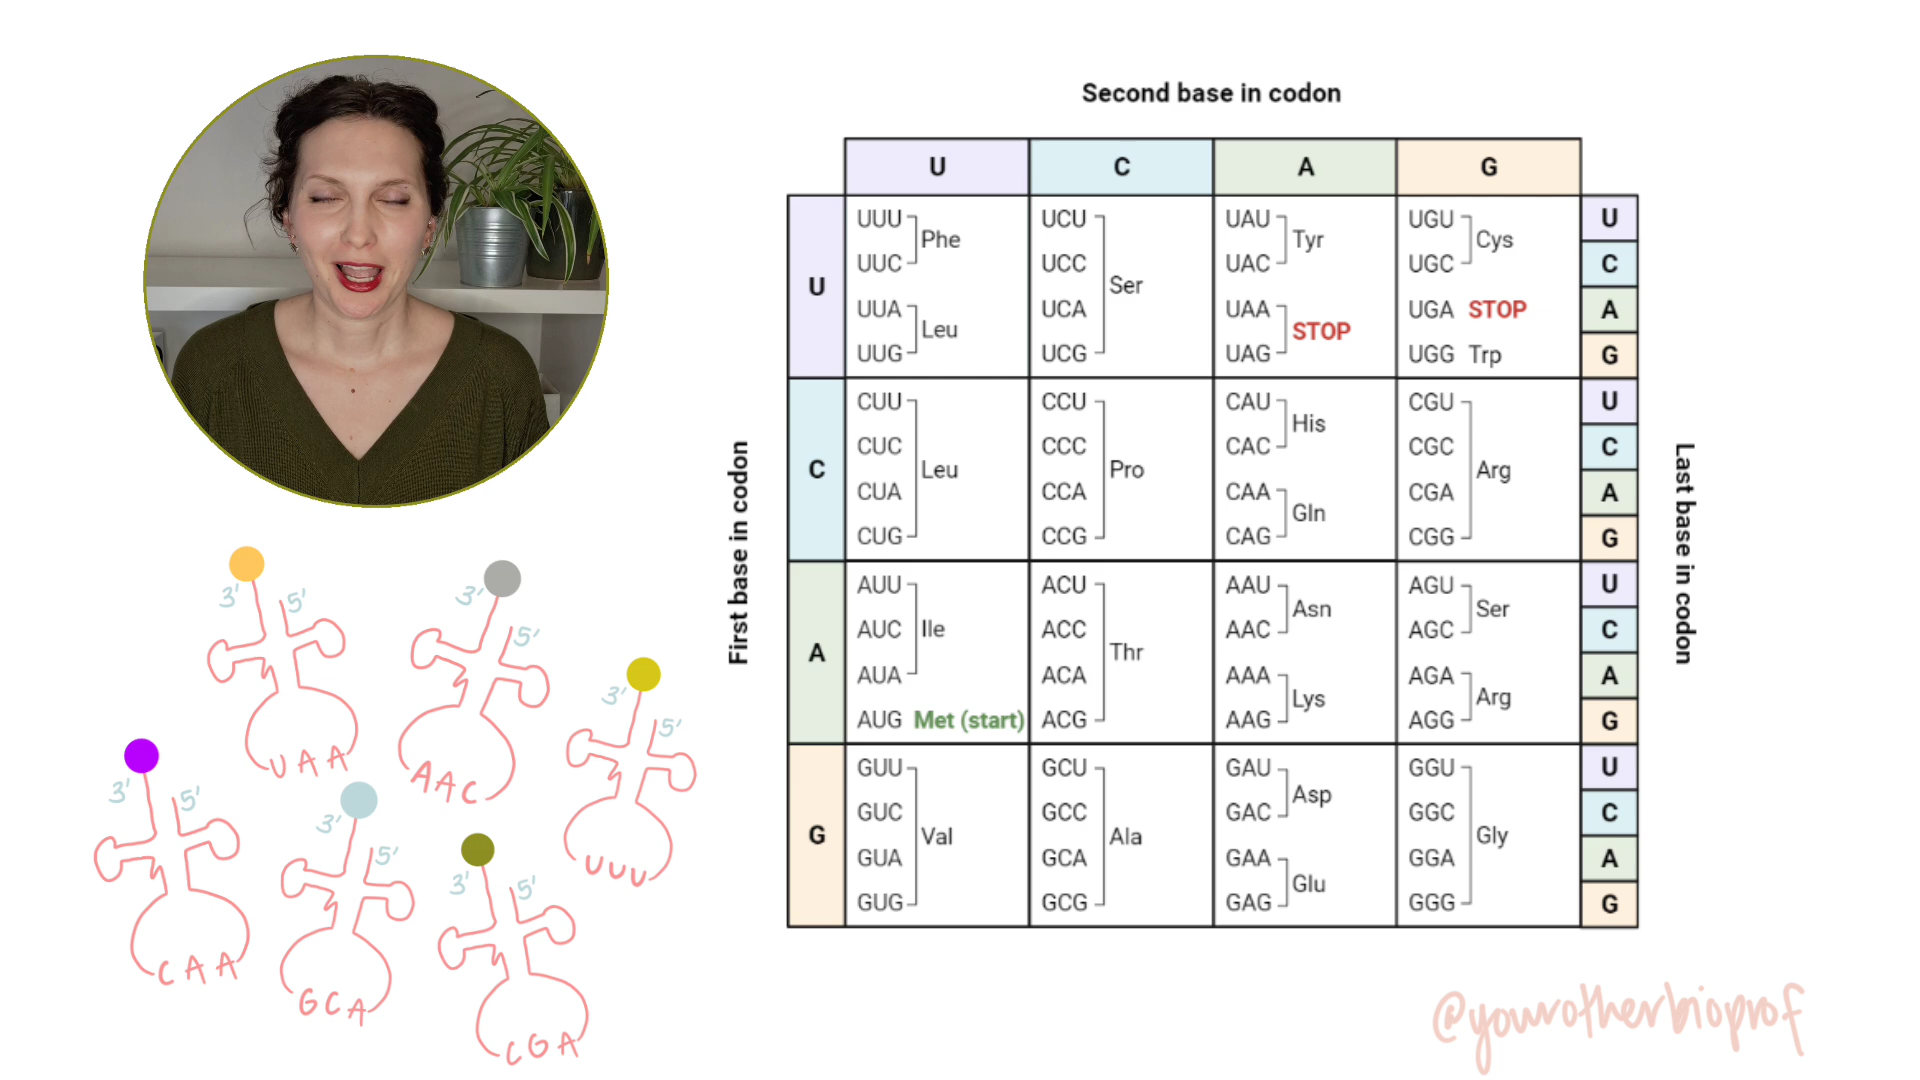 Second base in codon
U C A G
First base in codon
U
UUU
UUC
Phe
UUA
UUG
Leu
UCU
UCC
UCA
UCG
Ser
UAU
UAC
Tyr
UAA
UAG
STOP
UGU
UGC
Cys
UGA STOP
UGG Trp
U
C
A
G
C
CUU
CUC
CUA
CUG
Leu
CCU
CCC
CCA
CCG
Pro
CAU
CAC
His
CAA
CAG
Gln
CGU
CGC
CGA
CGG
Arg
U
C
A
G
A
AUU
AUC
AUA
Ile
AUG Met (start)
ACU
ACC
ACA
ACG
Thr
AAU
AAC
Asn
AAA
AAG
Lys
AGU
AGC
Ser
AGA
AGG
Arg
U
C
A
G
G
GUU
GUC
GUA
GUG
Val
GCU
GCC
GCA
GCG
Ala
GAU
GAC
Asp
GAA
GAG
Glu
GGU
GGC
GGA
GGG
Gly
U
C
A
G
Last base in codon
3' 5'
UAA
3' 5'
AAC
3' 5'
UUU
3' 5'
CAA
3' 5'
GCA
3' 5'
CGA
@yourotherbioprof